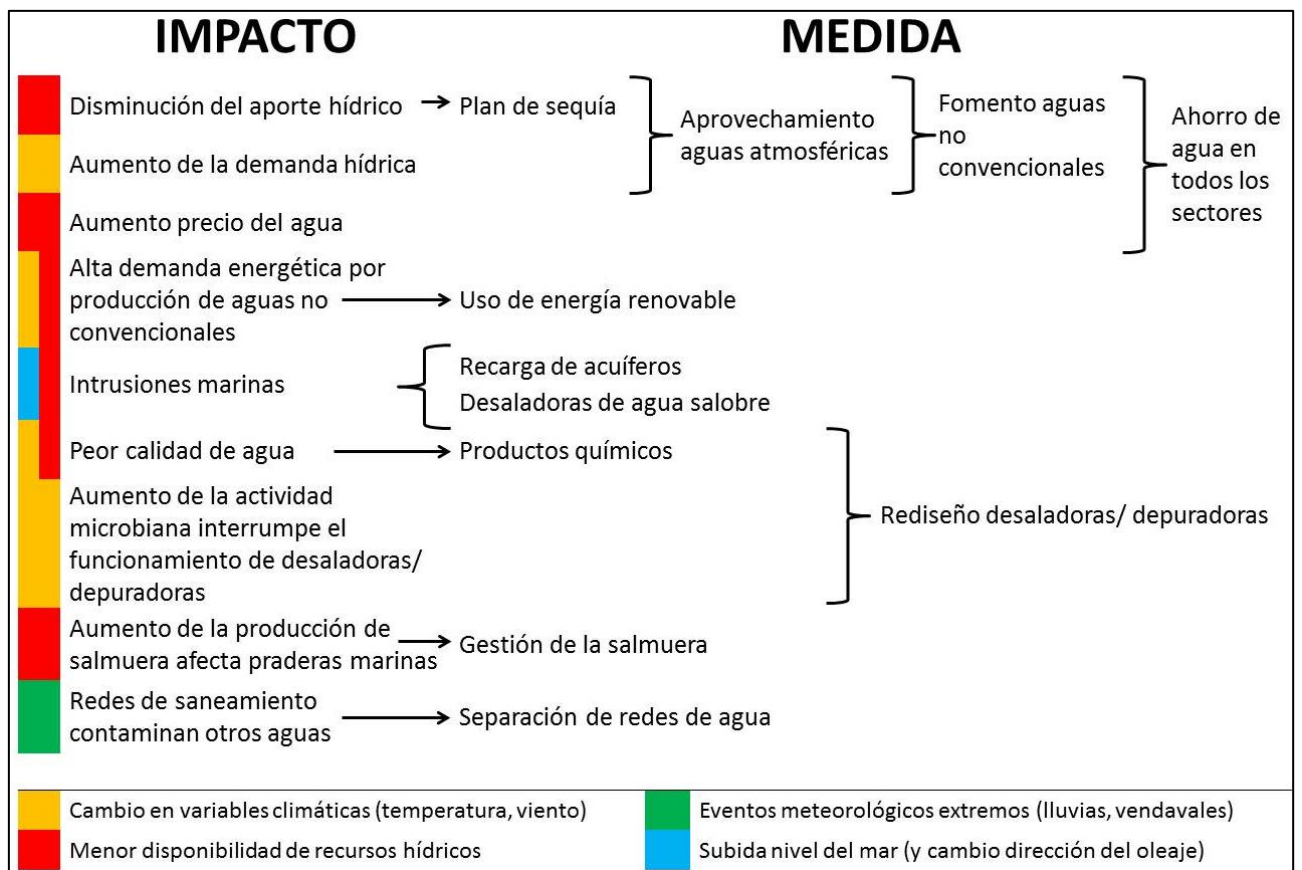 IMPACTO
MEDIDA
Disminución del aporte hídrico
Plan de sequía
Aumento de la demanda hídrica
Aprovechamiento
aguas atmosféricas
Fomento aguas
no
convencionales
Ahorro de
agua en
todos los
sectores
Aumento precio del agua
Alta demanda energética por
producción de aguas no
convencionales
Uso de energía renovable
Intrusiones marinas
Recarga de acuíferos
Desaladoras de agua salobre
Peor calidad de agua
Productos químicos
Aumento de la actividad
microbiana interrumpe el
funcionamiento de desaladoras/
depuradoras
Rediseño desaladoras/ depuradoras
Aumento de la producción de
salmuera afecta praderas marinas
Gestión de la salmuera
Redes de saneamiento
contaminan otros aguas
Separación de redes de agua
Cambio en variables climáticas (temperatura, viento)
Eventos meteorológicos extremos (lluvias, vendavales)
Menor disponibilidad de recursos hídricos
Subida nivel del mar (y cambio dirección del oleaje)